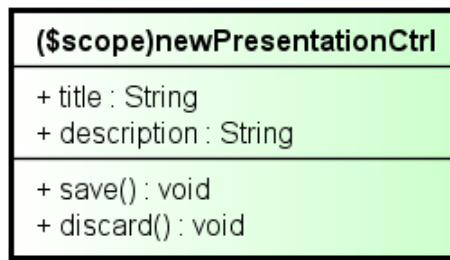 ($scope)newPresentationCtrl
+ title : String
+ description : String
+ save() : void
+ discard() : void